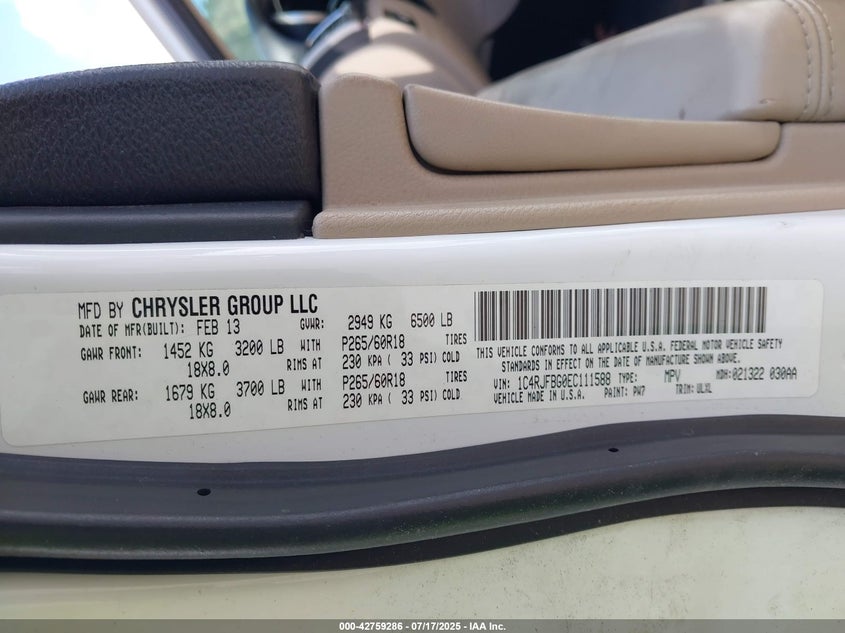 MFD BY CHRYSLER GROUP LLC
DATE OF MFR(BUILT): FEB 13 GVWR: 2949 KG 6500 LB
GAWR FRONT: 1452 KG 3200 LB WITH P265/60R18 TIRES
18X8.0 RIMS AT 230 KPA ( 33 PSI) COLD
GAWR REAR: 1679 KG 3700 LB WITH P265/60R18 TIRES
18X8.0 RIMS AT 230 KPA ( 33 PSI) COLD
THIS VEHICLE CONFORMS TO ALL APPLICABLE U.S.A. FEDERAL MOTOR VEHICLE SAFETY
STANDARDS IN EFFECT ON THE DATE OF MANUFACTURE SHOWN ABOVE.
VIN: 1C4RJFBG0EC111588 TYPE: MPV MDH:021322 030AA
VEHICLE MADE IN U.S.A. PAINT: PW7 TRIM: ULXL
000-42759286 - 07/17/2025 - IAA Inc.